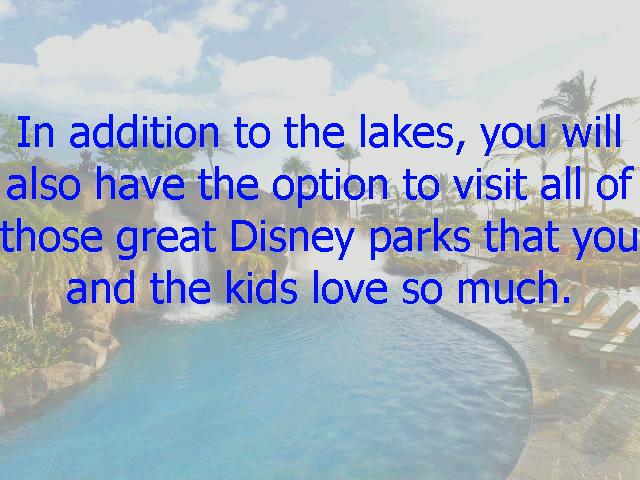 In addition to the lakes, you will
also have the option to visit all of
those great Disney parks that you
and the kids love so much.